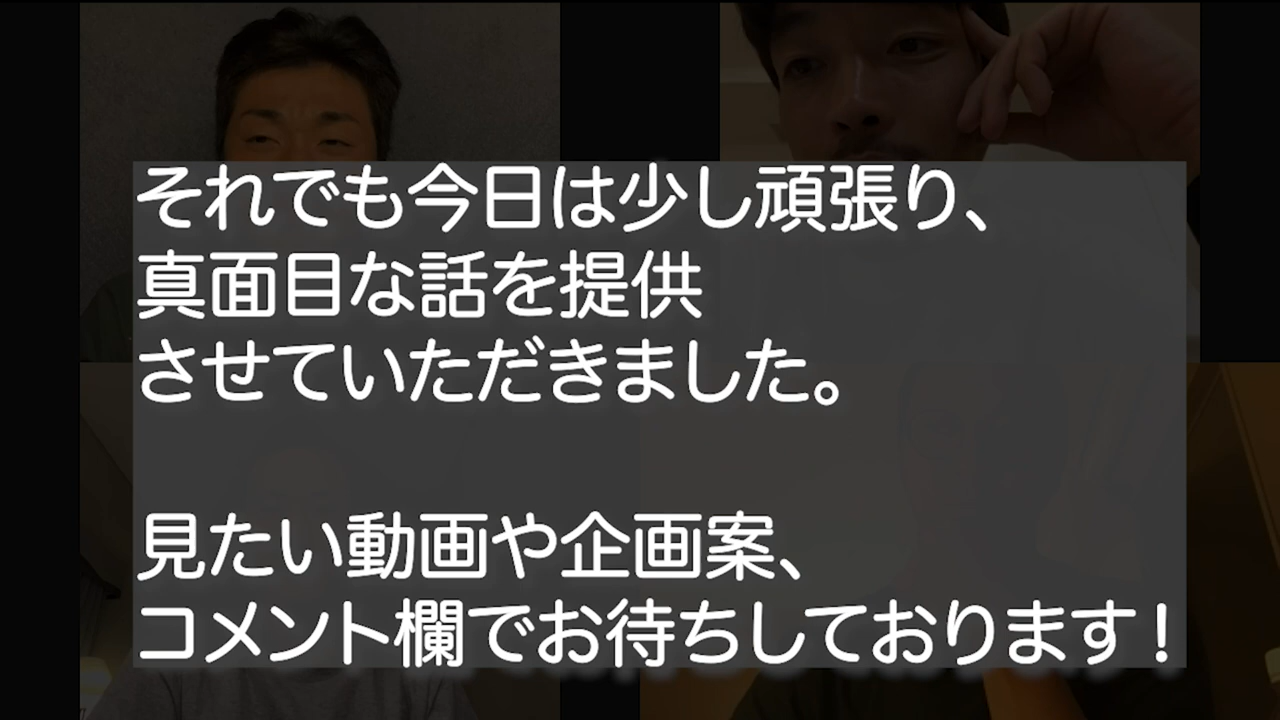 それでも今日は少し頑張り、
真面目な話を提供
させていただきました。
見たい動画や企画案、
コメント欄でお待ちしております！